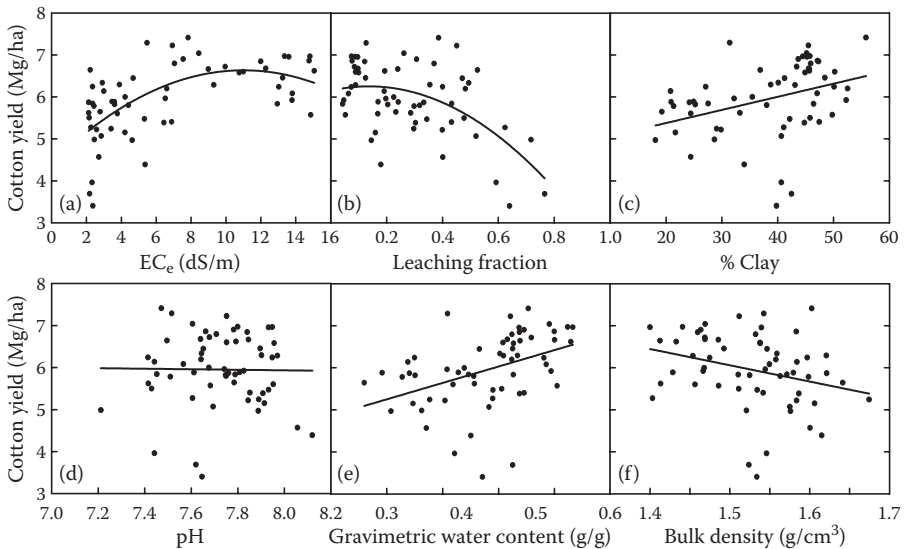 Cotton yield (Mg/ha)
8
7
6
5
4
3
(a)
(b)
(c)
0 2 4 6 8 10 12 14 16 0.2 0.4 0.6 0.8 1.0 20 30 40 50 60
ECe (dS/m)
Leaching fraction
% Clay
Cotton yield (Mg/ha)
8
7
6
5
4
3
(d)
(e)
(f)
7.2 7.4 7.6 7.8 8.0 8.2 0.2 0.4 0.5 0.6 1.4 1.5 1.6 1.7
7.0
pH
Gravimetric water content (g/g)
Bulk density (g/cm³)